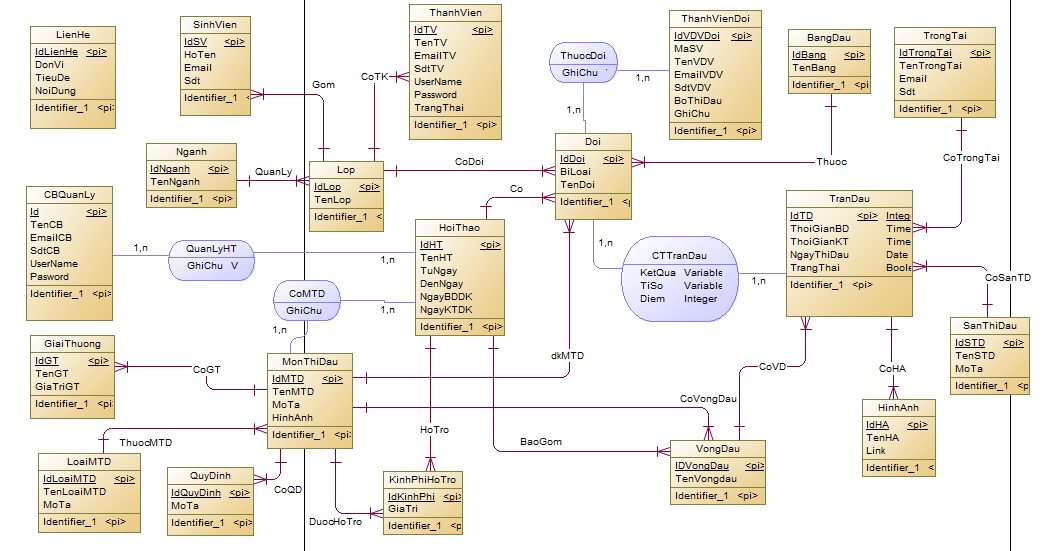 LienHe
IdLienHe <pi>
DonVi
TieuDe
NoiDung
Identifier_1 <pi>
SinhVien
IdSV <pi>
HoTen
Email
Sdt
Identifier_1 <
Gom
CoTK
ThanhVien
IdTV <pi>
TenTV
EmailTV
SdtTV
UserName
Password
TrangThai
Identifier_1 <pi>
ThuocDoi
GhiChu
1,n
1,n
ThanhVienDoi
IdVDVDoi <pi>
MaSV
TenVDV
EmailVDV
SdtVDV
BoThiDau
GhiChu
Identifier_1 <pi>
BangDau
IdBang <pi>
TenBang
Identifier_1 <pi>
TrongTai
IdTrongTai <pi>
TenTrongTai
Email
Sdt
Identifier_1 <pi>
CoTrongTai
Thuoc
Nganh
IdNganh <pi>
TenNganh
Identifier_1 <pi>
QuanLy
Lop
IdLop <pi>
TenLop
Identifier_1 <
CoDoi
Co
Doi
IdDoi <pi>
BiLoai
TenDoi
Identifier_1 <
1,n
CBQuanLy
Id <pi>
TenCB
EmailCB
SdtCB
UserName
Pasword
Identifier_1 <pi>
1,n
QuanLyHT
GhiChu V
1,n
HoiThao
IdHT <pi>
TenHT
TuNgay
DenNgay
NgayBDDK
NgayKTDK
Identifier_1 <pi>
CoMTD
GhiChu
1,n
1,n
CTTranDau
KetQua Variable
TiSo Variable
Diem Integer
1,n
TranDau
IdTD <pi> Integ
ThoiGianBD Time
ThoiGianKT Time
NgayThiDau Date
TrangThai Boole
Identifier_1 <pi>
CoSanTD
SanThiDau
IdSTD <pi>
TenSTD
MoTa
Identifier_1 <p
GiaiThuong
IdGT <pi>
TenGT
GiaTriGT
Identifier_1 <pi>
CoGT
MonThiDau
IdMTD <pi>
TenMTD
MoTa
HinhAnh
Identifier_1 <pi>
dkMTD
CoVD
CoHA
HinhAnh
IdHA <pi>
TenHA
Link
Identifier_1 <
CoVongDau
HoTro
BaoGom
VongDau
IDVongDau <pi>
TenVongdau
Identifier_1 <pi>
ThuocMTD
LoaiMTD
IdLoaiMTD <pi>
TenLoaiMTD
MoTa
Identifier_1 <pi>
QuyDinh
IdQuyDinh <pi>
MoTa
Identifier_1 <pi>
CoQD
DuocHoTro
KinhPhiHoTro
IdKinhPhi <pi>
GiaTri
Identifier_1 <p